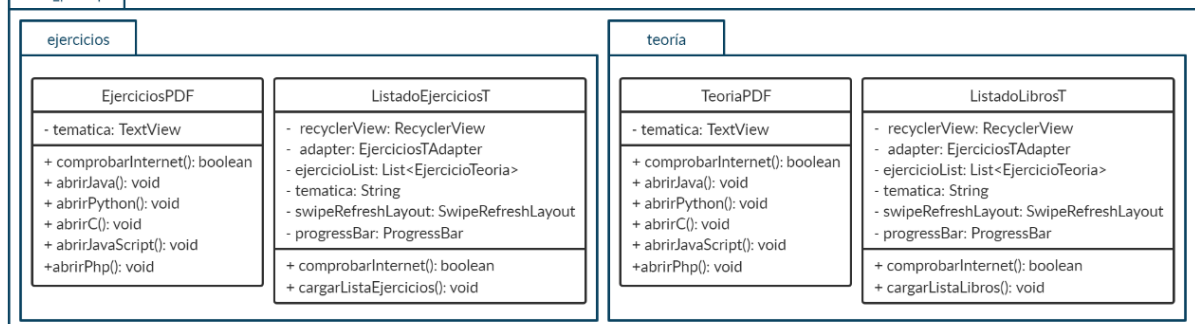 ejercicios
EjerciciosPDF
- tematica: TextView
+ comprobarInternet(): boolean
+ abrirJava(): void
+ abrirPython(): void
+ abrirC(): void
+ abrirJavaScript(): void
+abrirPhp(): void
ListadoEjerciciosT
- recyclerView: RecyclerView
- adapter: EjerciciosTAdapter
- ejercicioList: List<EjercicioTeoria>
- tematica: String
- swipeRefreshLayout: SwipeRefreshLayout
- progressBar: ProgressBar
+ comprobarInternet(): boolean
+ cargarListaEjercicios(): void
teoría
TeoriaPDF
- tematica: TextView
+ comprobarInternet(): boolean
+ abrirJava(): void
+ abrirPython(): void
+ abrirC(): void
+ abrirJavaScript(): void
+abrirPhp(): void
ListadoLibrosT
- recyclerView: RecyclerView
- adapter: EjerciciosTAdapter
- ejercicioList: List<EjercicioTeoria>
- tematica: String
- swipeRefreshLayout: SwipeRefreshLayout
- progressBar: ProgressBar
+ comprobarInternet(): boolean
+ cargarListaLibros(): void